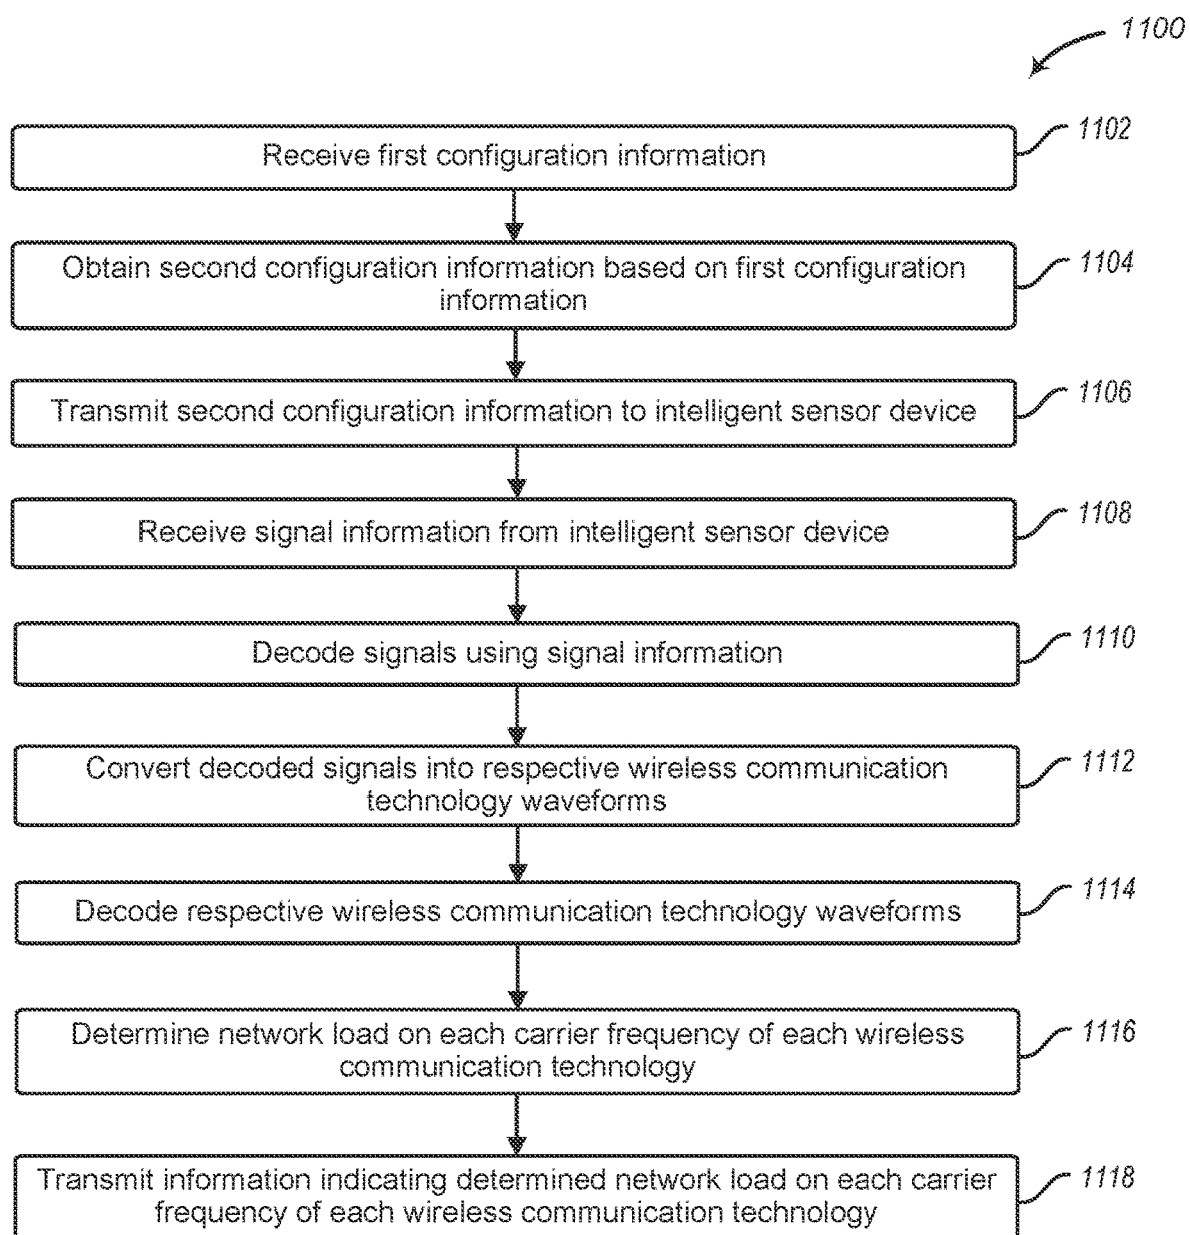 1100
Receive first configuration information
1102
Obtain second configuration information based on first configuration
information
1104
Transmit second configuration information to intelligent sensor device
1106
Receive signal information from intelligent sensor device
1108
Decode signals using signal information
1110
Convert decoded signals into respective wireless communication
technology waveforms
1112
Decode respective wireless communication technology waveforms
1114
Determine network load on each carrier frequency of each wireless
communication technology
1116
Transmit information indicating determined network load on each carrier
frequency of each wireless communication technology
1118